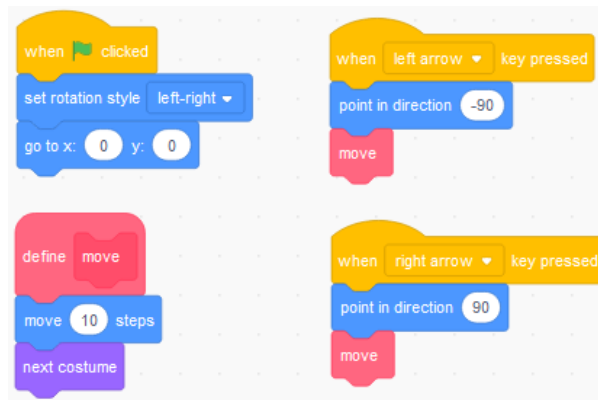 when clicked
set rotation style left-right
go to x: 0 y: 0
define move
move 10 steps
next costume
when left arrow key pressed
point in direction -90
move
when right arrow key pressed
point in direction 90
move